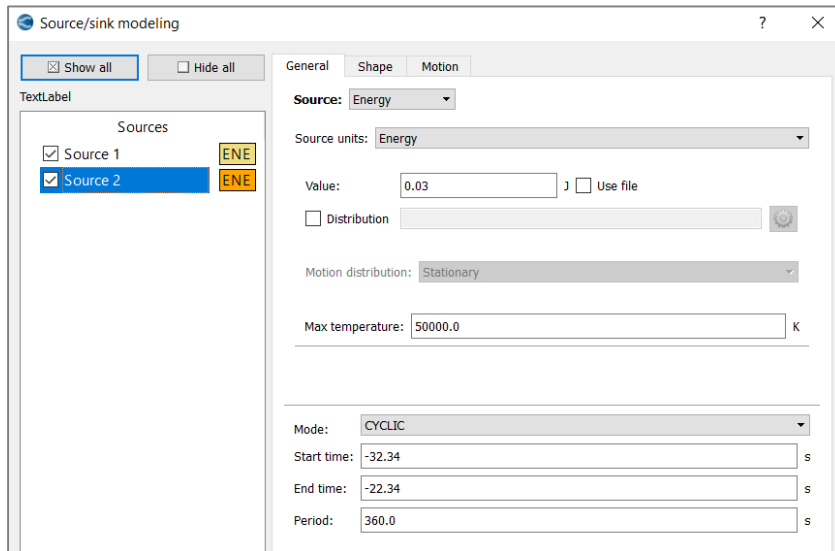 Source/sink modeling ?
Show all Hide all
TextLabel
Sources
Source 1 ENE
Source 2 ENE
General Shape Motion
Source: Energy
Source units: Energy
Value: 0.03 J Use file
Distribution
Motion distribution: Stationary
Max temperature: 50000.0 K
Mode: CYCLIC
Start time: -32.34 s
End time: -22.34 s
Period: 360.0 s